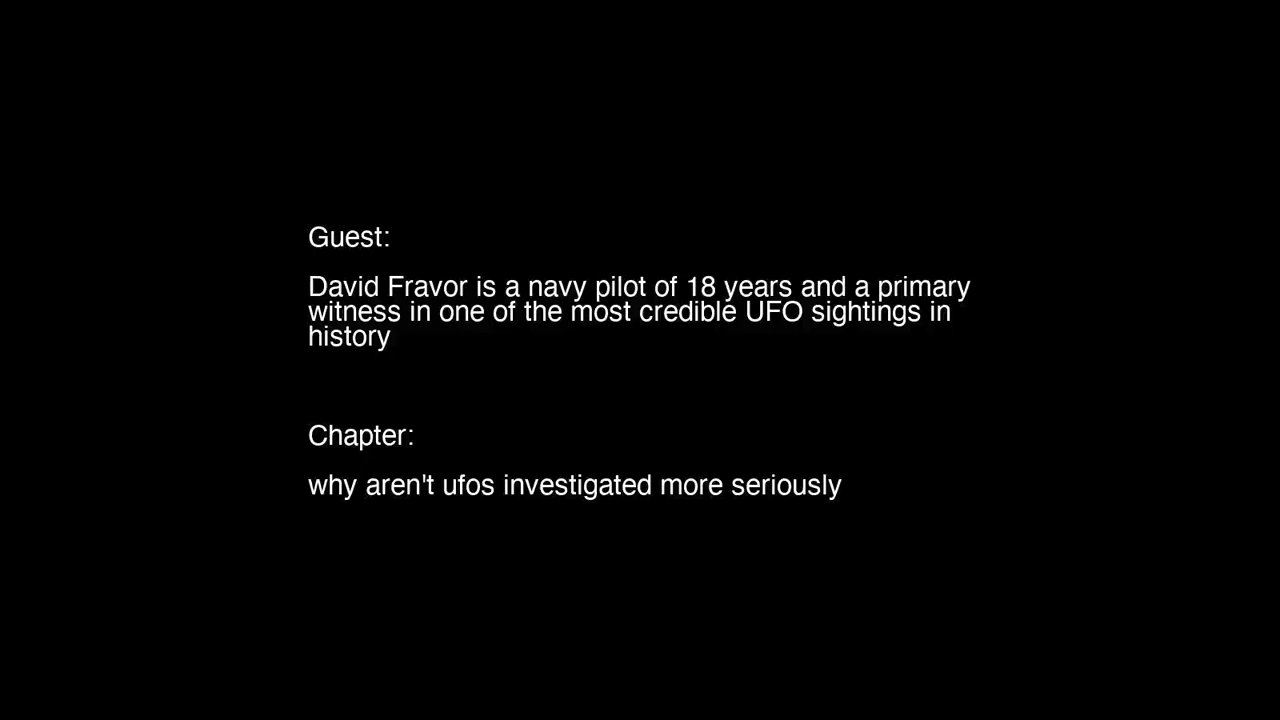 Guest:
David Fravor is a navy pilot of 18 years and a primary
witness in one of the most credible UFO sightings in
history
Chapter:
why aren't ufos investigated more seriously